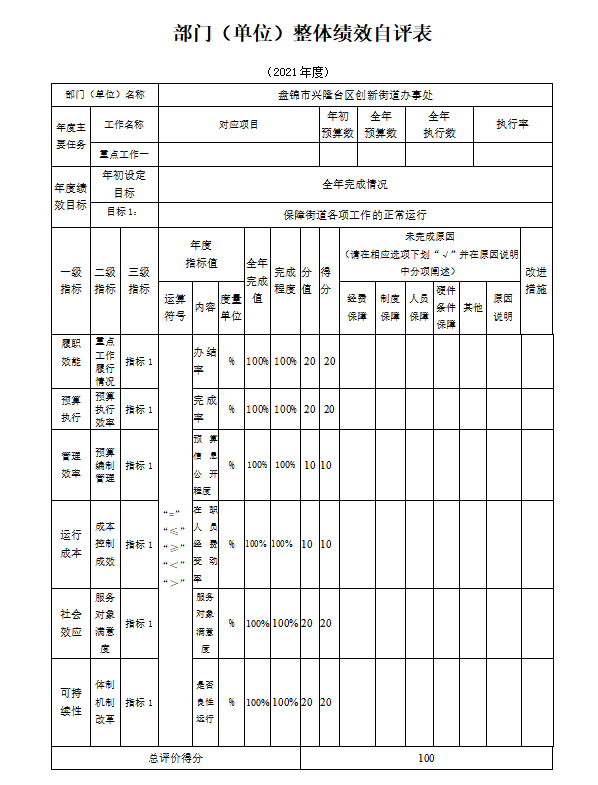 部门（单位）整体绩效自评表
（2021年度）
部门（单位）名称 盘锦市兴隆台区创新街道办事处
年度主要任务 工作名称 对应项目 年初预算数 全年预算数 全年执行数 执行率
重点工作一
年度绩效目标 年初设定目标 全年完成情况
目标1： 保障街道各项工作的正常运行
一级指标 二级指标 三级指标 年度指标值 全年完成值 完成程度 分值 得分 未完成原因（请在相应选项下划“√”并在原因说明中分项阐述） 改进措施
运算符号 内容 度量单位 经费保障 制度保障 人员保障 硬件条件保障 其他 原因说明
履职效能 重点工作履行情况 指标1 办结率 % 100% 100% 20 20
预算执行 预算执行效率 指标1 完成率 % 100% 100% 20 20
管理效率 预算编制管理 指标1 预算信息公开程度 % 100% 100% 10 10
“=”
“≤”
“≥”
“＜”
“＞”
运行成本 成本控制成效 指标1 在职人员经费变动率 % 100% 100% 10 10
社会效应 服务对象满意度 指标1 服务对象满意度 % 100% 100% 20 20
可持续性 体制机制改革 指标1 是否良性运行 % 100% 100% 20 20
总评价得分 100